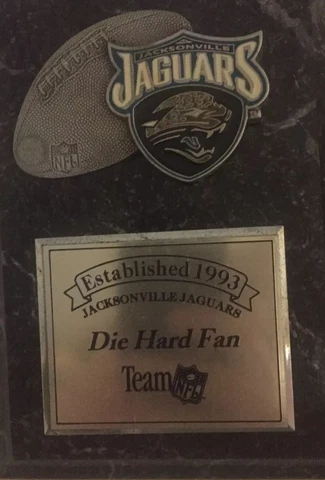 JACKSONVILLE
JAGUARS
NFL
Established 1993
JACKSONVILLE JAGUARS
Die Hard Fan
Team NFL